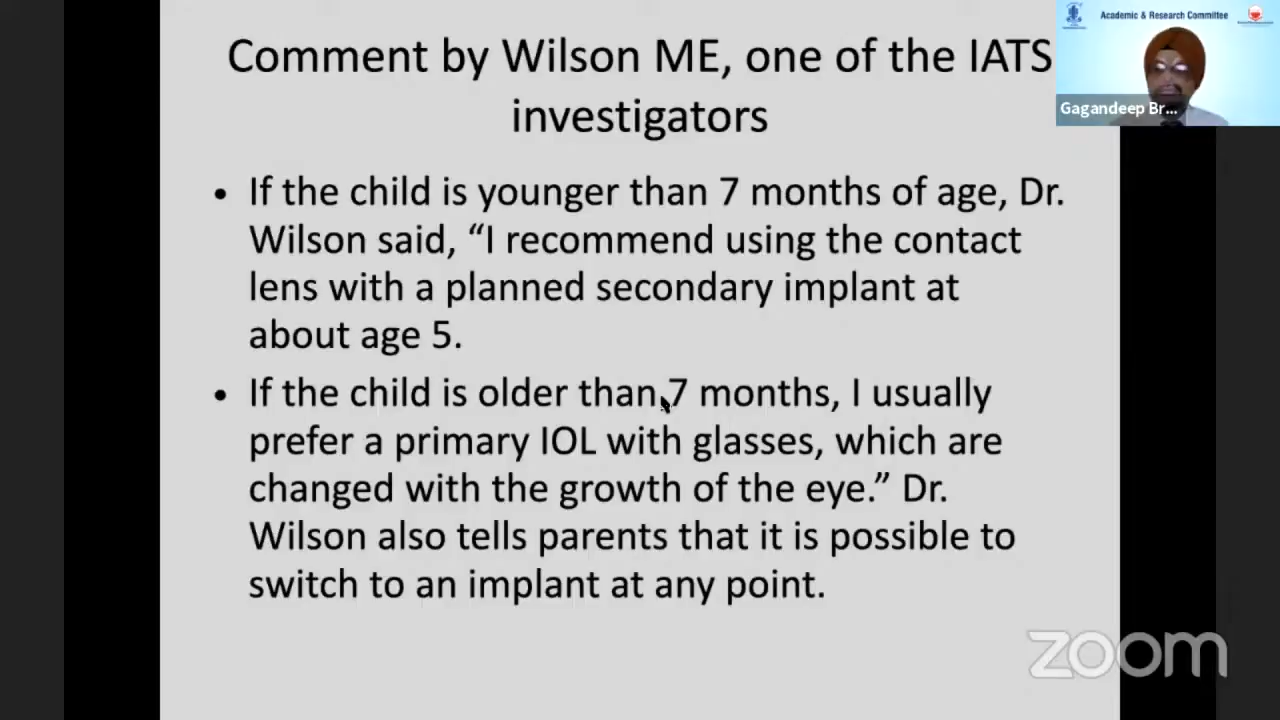 Comment by Wilson ME, one of the IATS
investigators
Academic & Research Committee
Gagandeep Br...
• If the child is younger than 7 months of age, Dr.
Wilson said, “I recommend using the contact
lens with a planned secondary implant at
about age 5.
• If the child is older than 7 months, I usually
prefer a primary IOL with glasses, which are
changed with the growth of the eye.” Dr.
Wilson also tells parents that it is possible to
switch to an implant at any point.
zoom